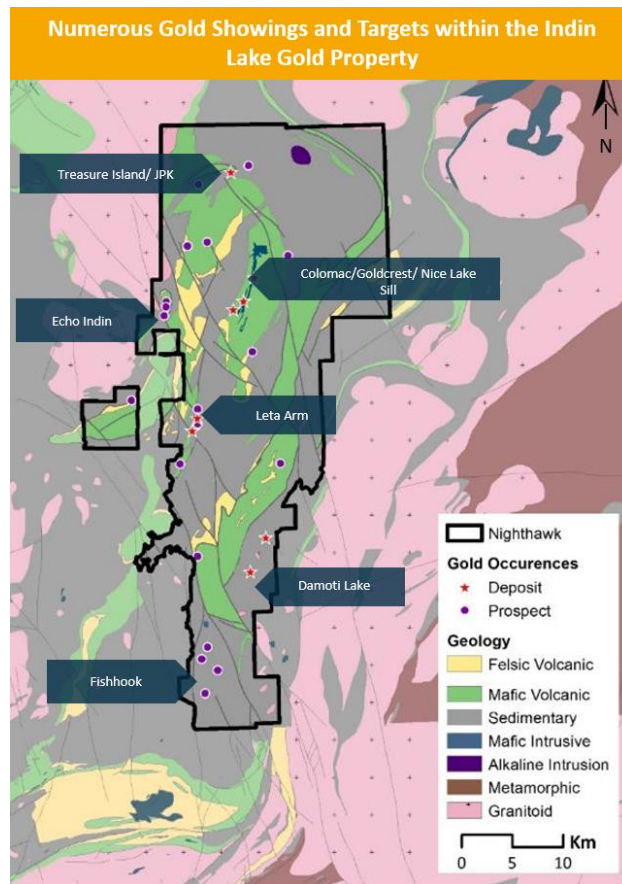 Numerous Gold Showings and Targets within the Indin
Lake Gold Property
N
Treasure Island/ JPK
Colomac/Goldcrest/ Nice Lake
Sill
Echo Indin
Leta Arm
Damoti Lake
Fishhook
Nighthawk
Gold Occurences
Deposit
Prospect
Geology
Felsic Volcanic
Mafic Volcanic
Sedimentary
Mafic Intrusive
Alkaline Intrusion
Metamorphic
Granitoid
Km
0 5 10